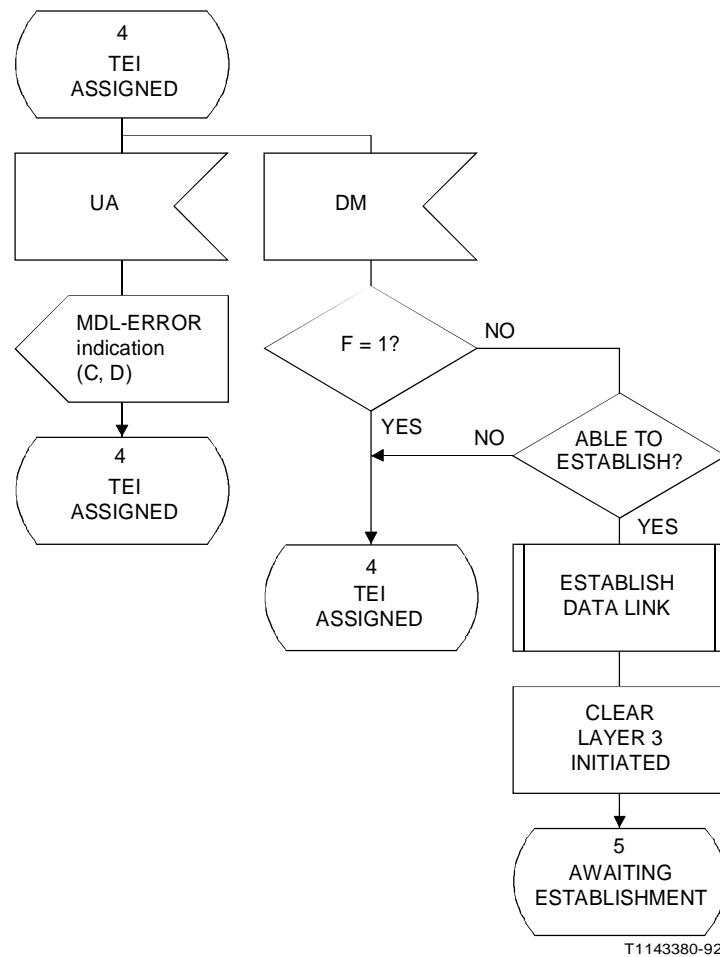 4
TEI
ASSIGNED
UA
DM
MDL-ERROR
indication
(C, D)
F = 1?
NO
YES
NO
ABLE TO
ESTABLISH?
4
TEI
ASSIGNED
YES
4
TEI
ASSIGNED
ESTABLISH
DATA LINK
CLEAR
LAYER 3
INITIATED
5
AWAITING
ESTABLISHMENT
T1143380-92